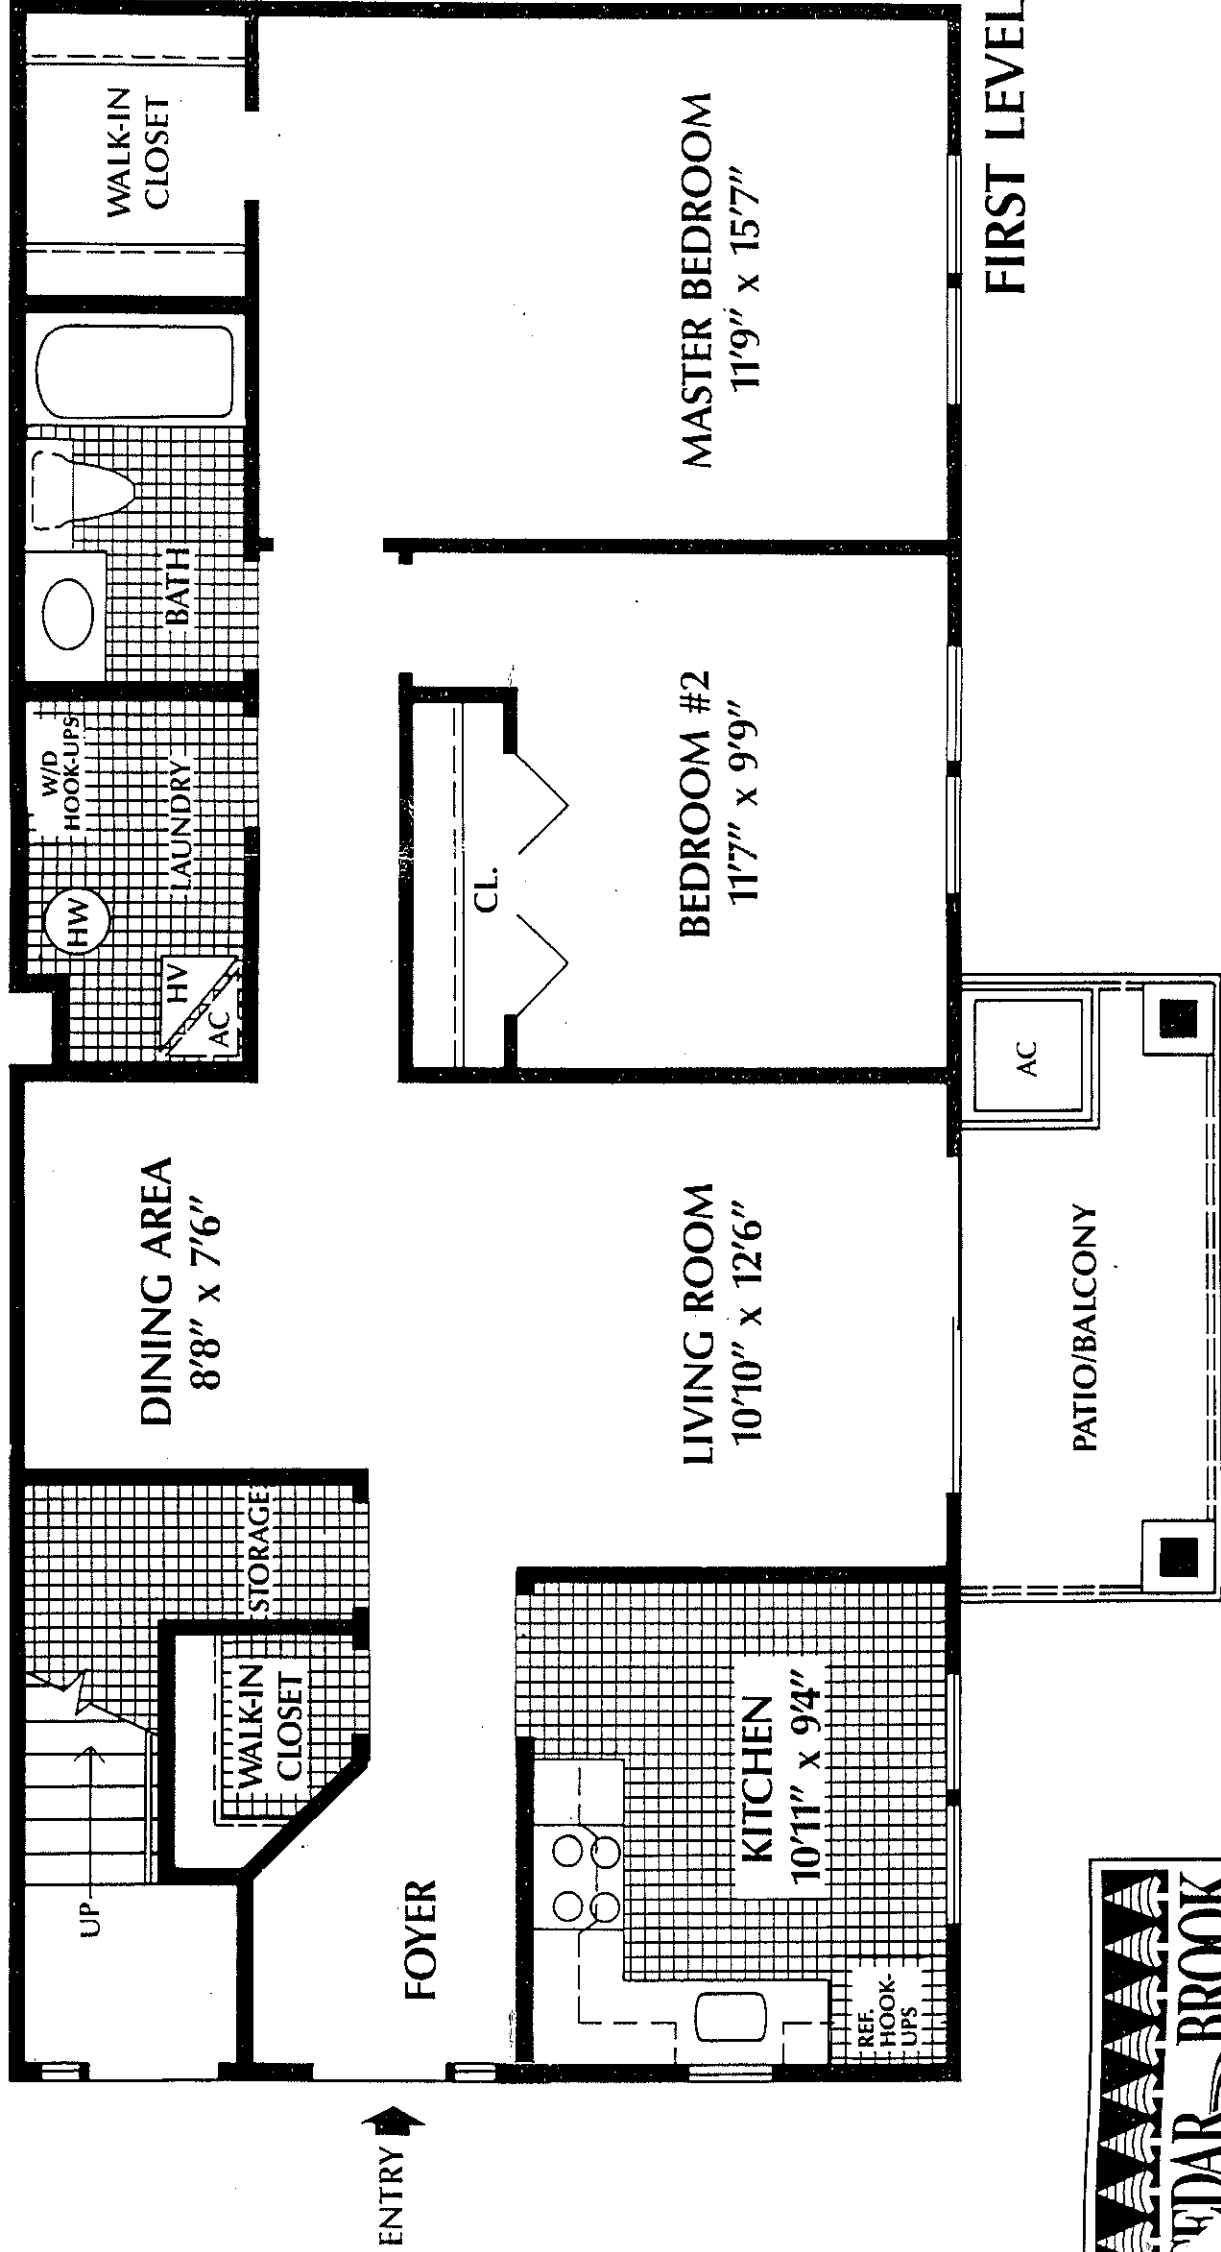 WALK-IN
CLOSET
MASTER BEDROOM
11'9" x 15'7"
FIRST LEVEL
BATH
W/D
HOOK-UPS
LAUNDRY
HW
HV
AC
CL.
BEDROOM #2
11'7" x 9'9"
AC
DINING AREA
8'8" x 7'6"
LIVING ROOM
10'10" x 12'6"
PATIO/BALCONY
STORAGE
WALK-IN
CLOSET
UP
FOYER
KITCHEN
10'11" x 9'4"
REF.
HOOK-
UPS
ENTRY
CEDAR BROOK